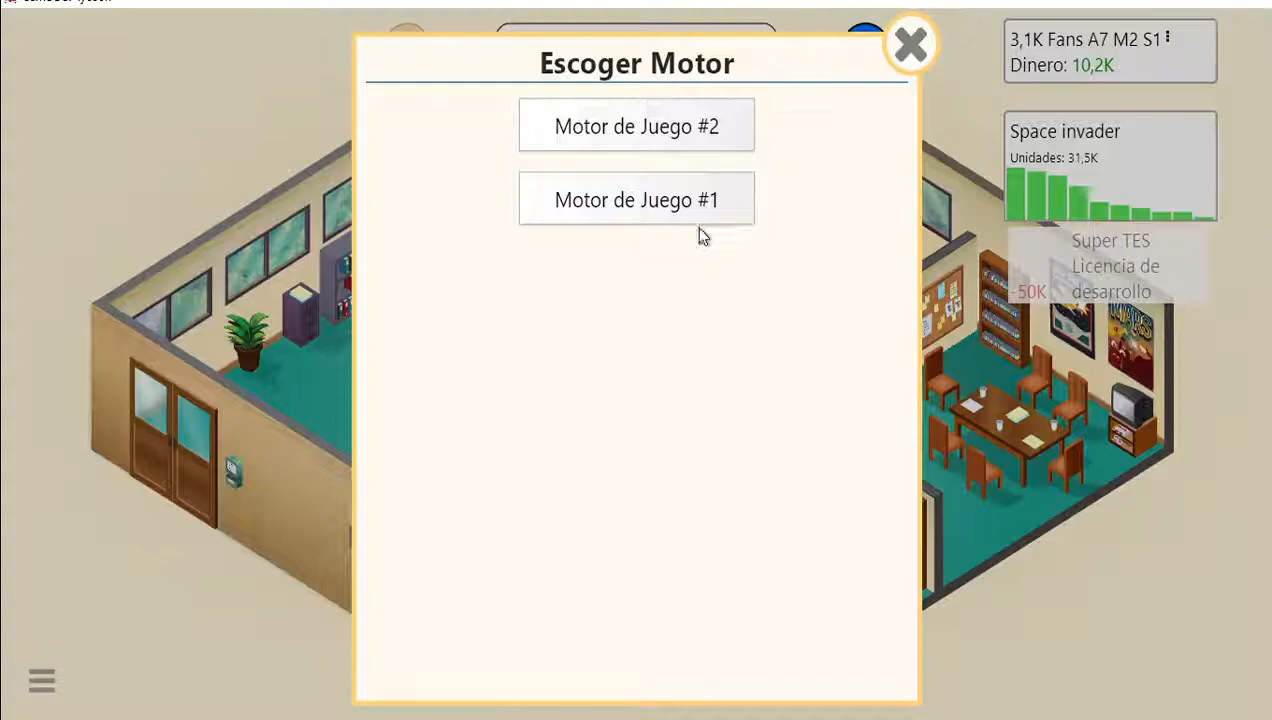 Escoger Motor
Motor de Juego #2
Motor de Juego #1
3,1K Fans A7 M2 S1
Dinero: 10,2K
Space invader
Unidades: 31,5K
Super TES
Licencia de
-50K desarrollo